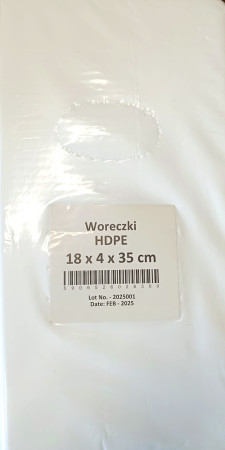 Woreczki
HDPE
18 x 4 x 35 cm
Lot No. - 2025001
Date: FEB - 2025